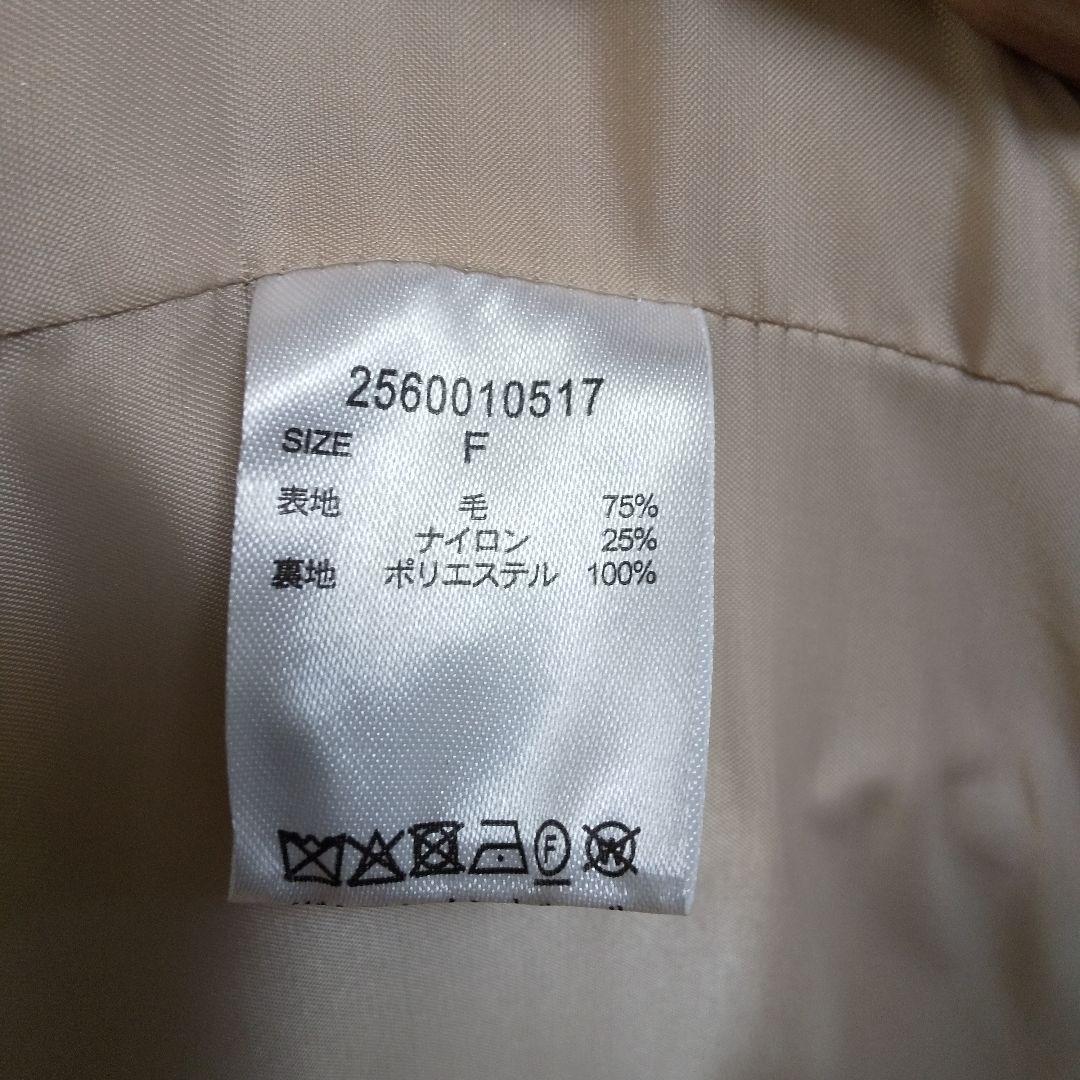 2560010517
SIZE F
表地 毛 75%
ナイロン 25%
裏地 ポリエステル 100%
F
W